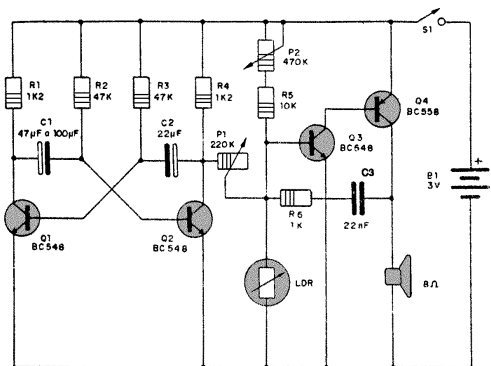 S1
P2
470K
R1
1K2
R2
47K
R3
47K
R4
1K2
R5
10K
Q4
BC558
C1
47µF a 100µF
C2
22µF
P1
220K
Q3
BC548
B1
3V
+
C3
R6
1K
22nF
Q1
BC548
Q2
BC548
LDR
8Ω